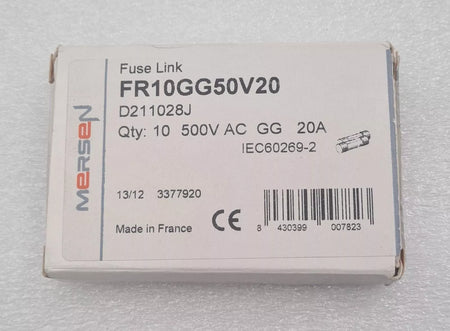 MERSEN
Fuse Link
FR10GG50V20
D211028J
Qty: 10 500V AC GG 20A
IEC60269-2
13/12 3377920
Made in France CE
8 430399 007823